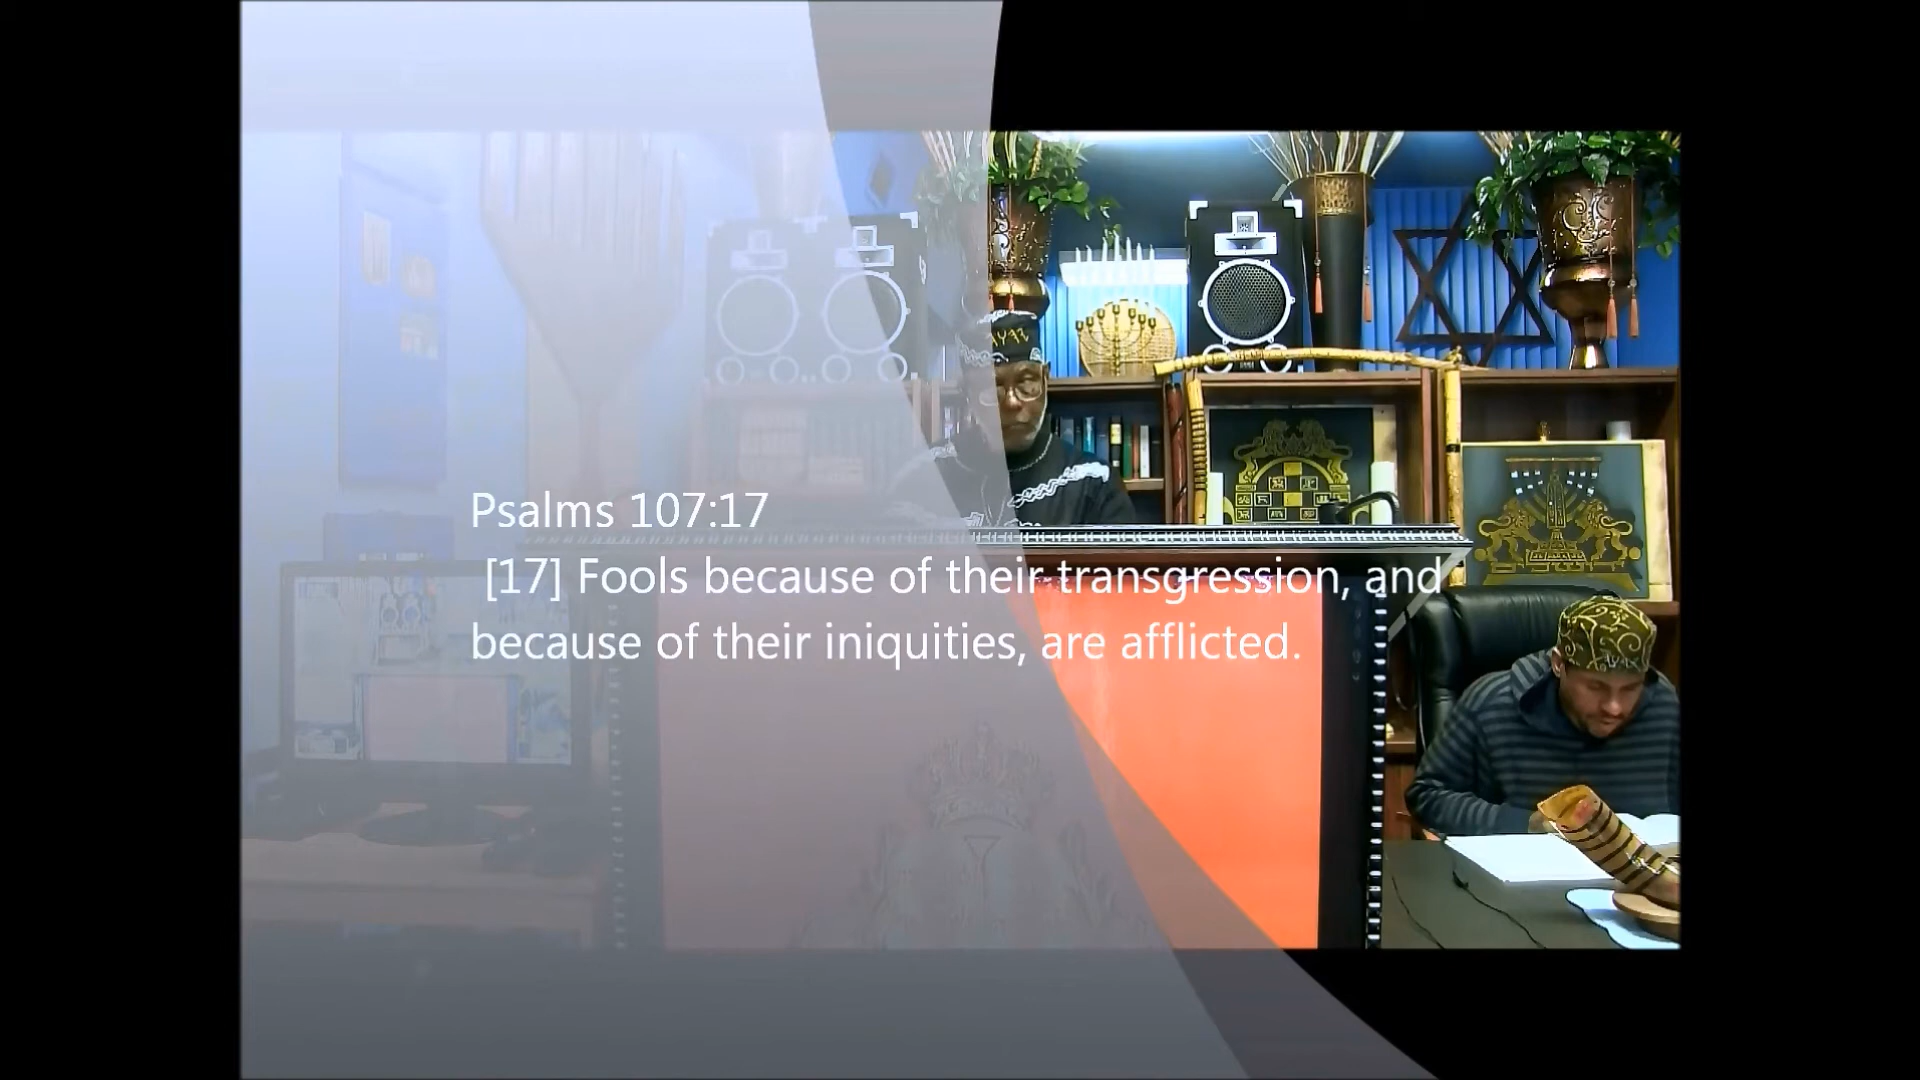 Psalms 107:17
[17] Fools because of their transgression, and
because of their iniquities, are afflicted.